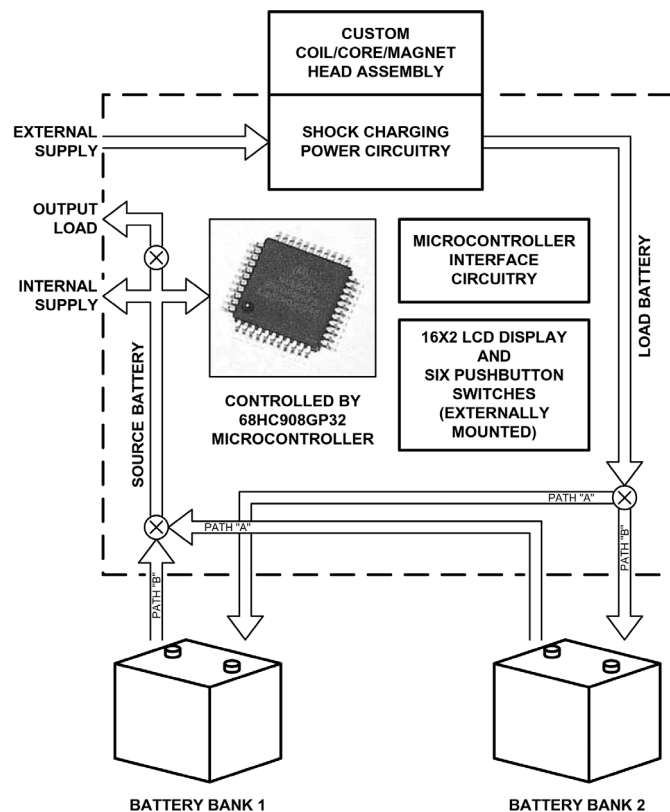 CUSTOM
COIL/CORE/MAGNET
HEAD ASSEMBLY
EXTERNAL
SUPPLY
SHOCK CHARGING
POWER CIRCUITRY
OUTPUT
LOAD
MICROCONTROLLER
INTERFACE
CIRCUITRY
INTERNAL
SUPPLY
LOAD BATTERY
16X2 LCD DISPLAY
AND
SIX PUSHBUTTON
SWITCHES
(EXTERNALLY
MOUNTED)
SOURCE BATTERY
CONTROLLED BY
68HC908GP32
MICROCONTROLLER
PATH "A"
PATH "A"
PATH "B"
PATH "B"
BATTERY BANK 1
BATTERY BANK 2